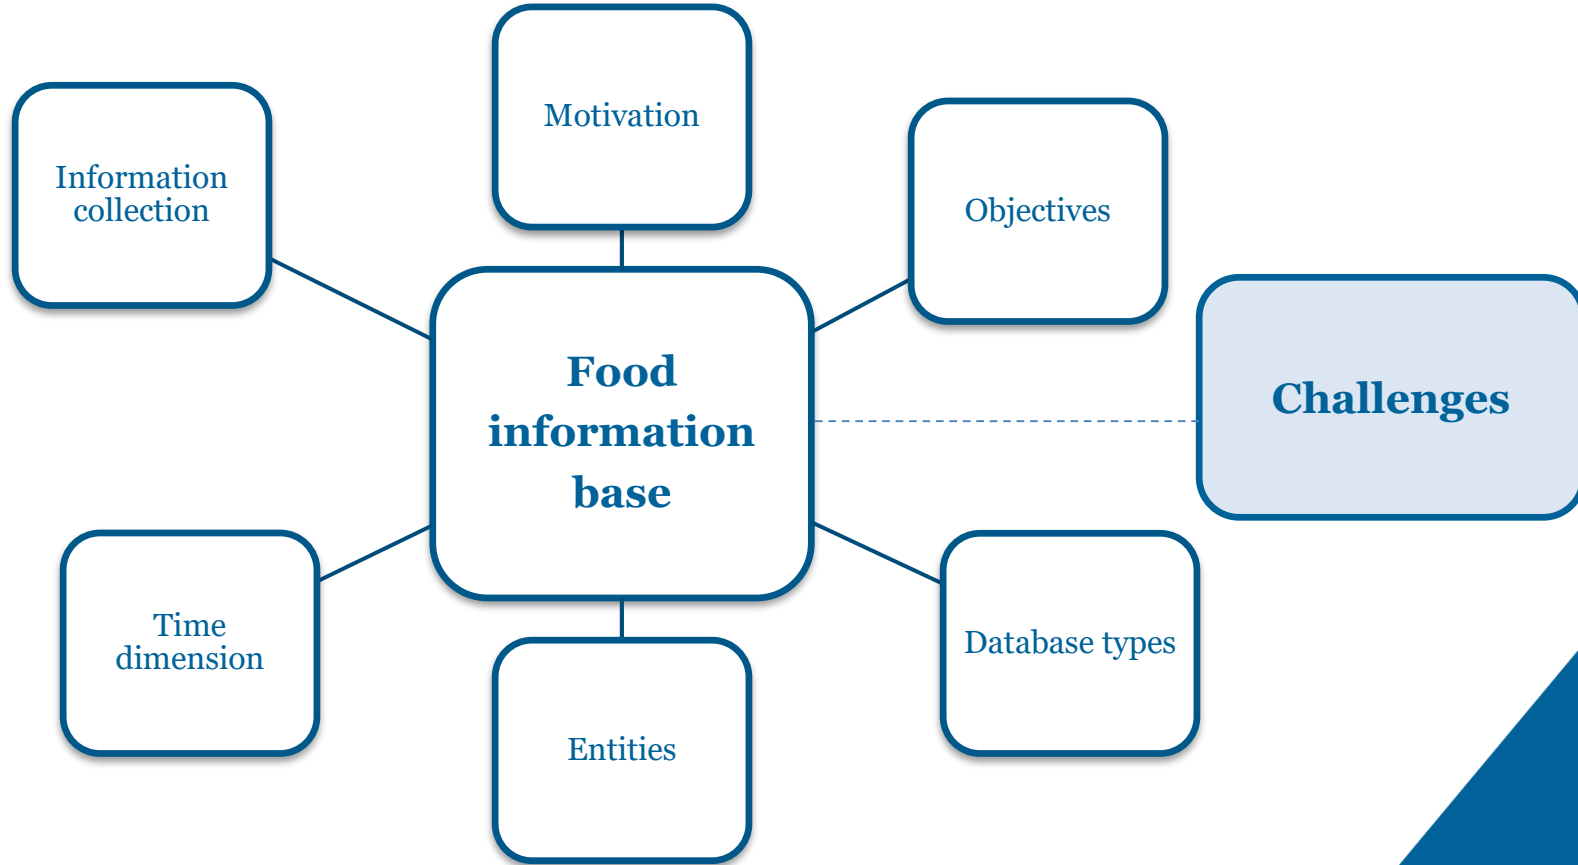 Motivation
Information
collection
Objectives
Food
information
base
Challenges
Time
dimension
Database types
Entities